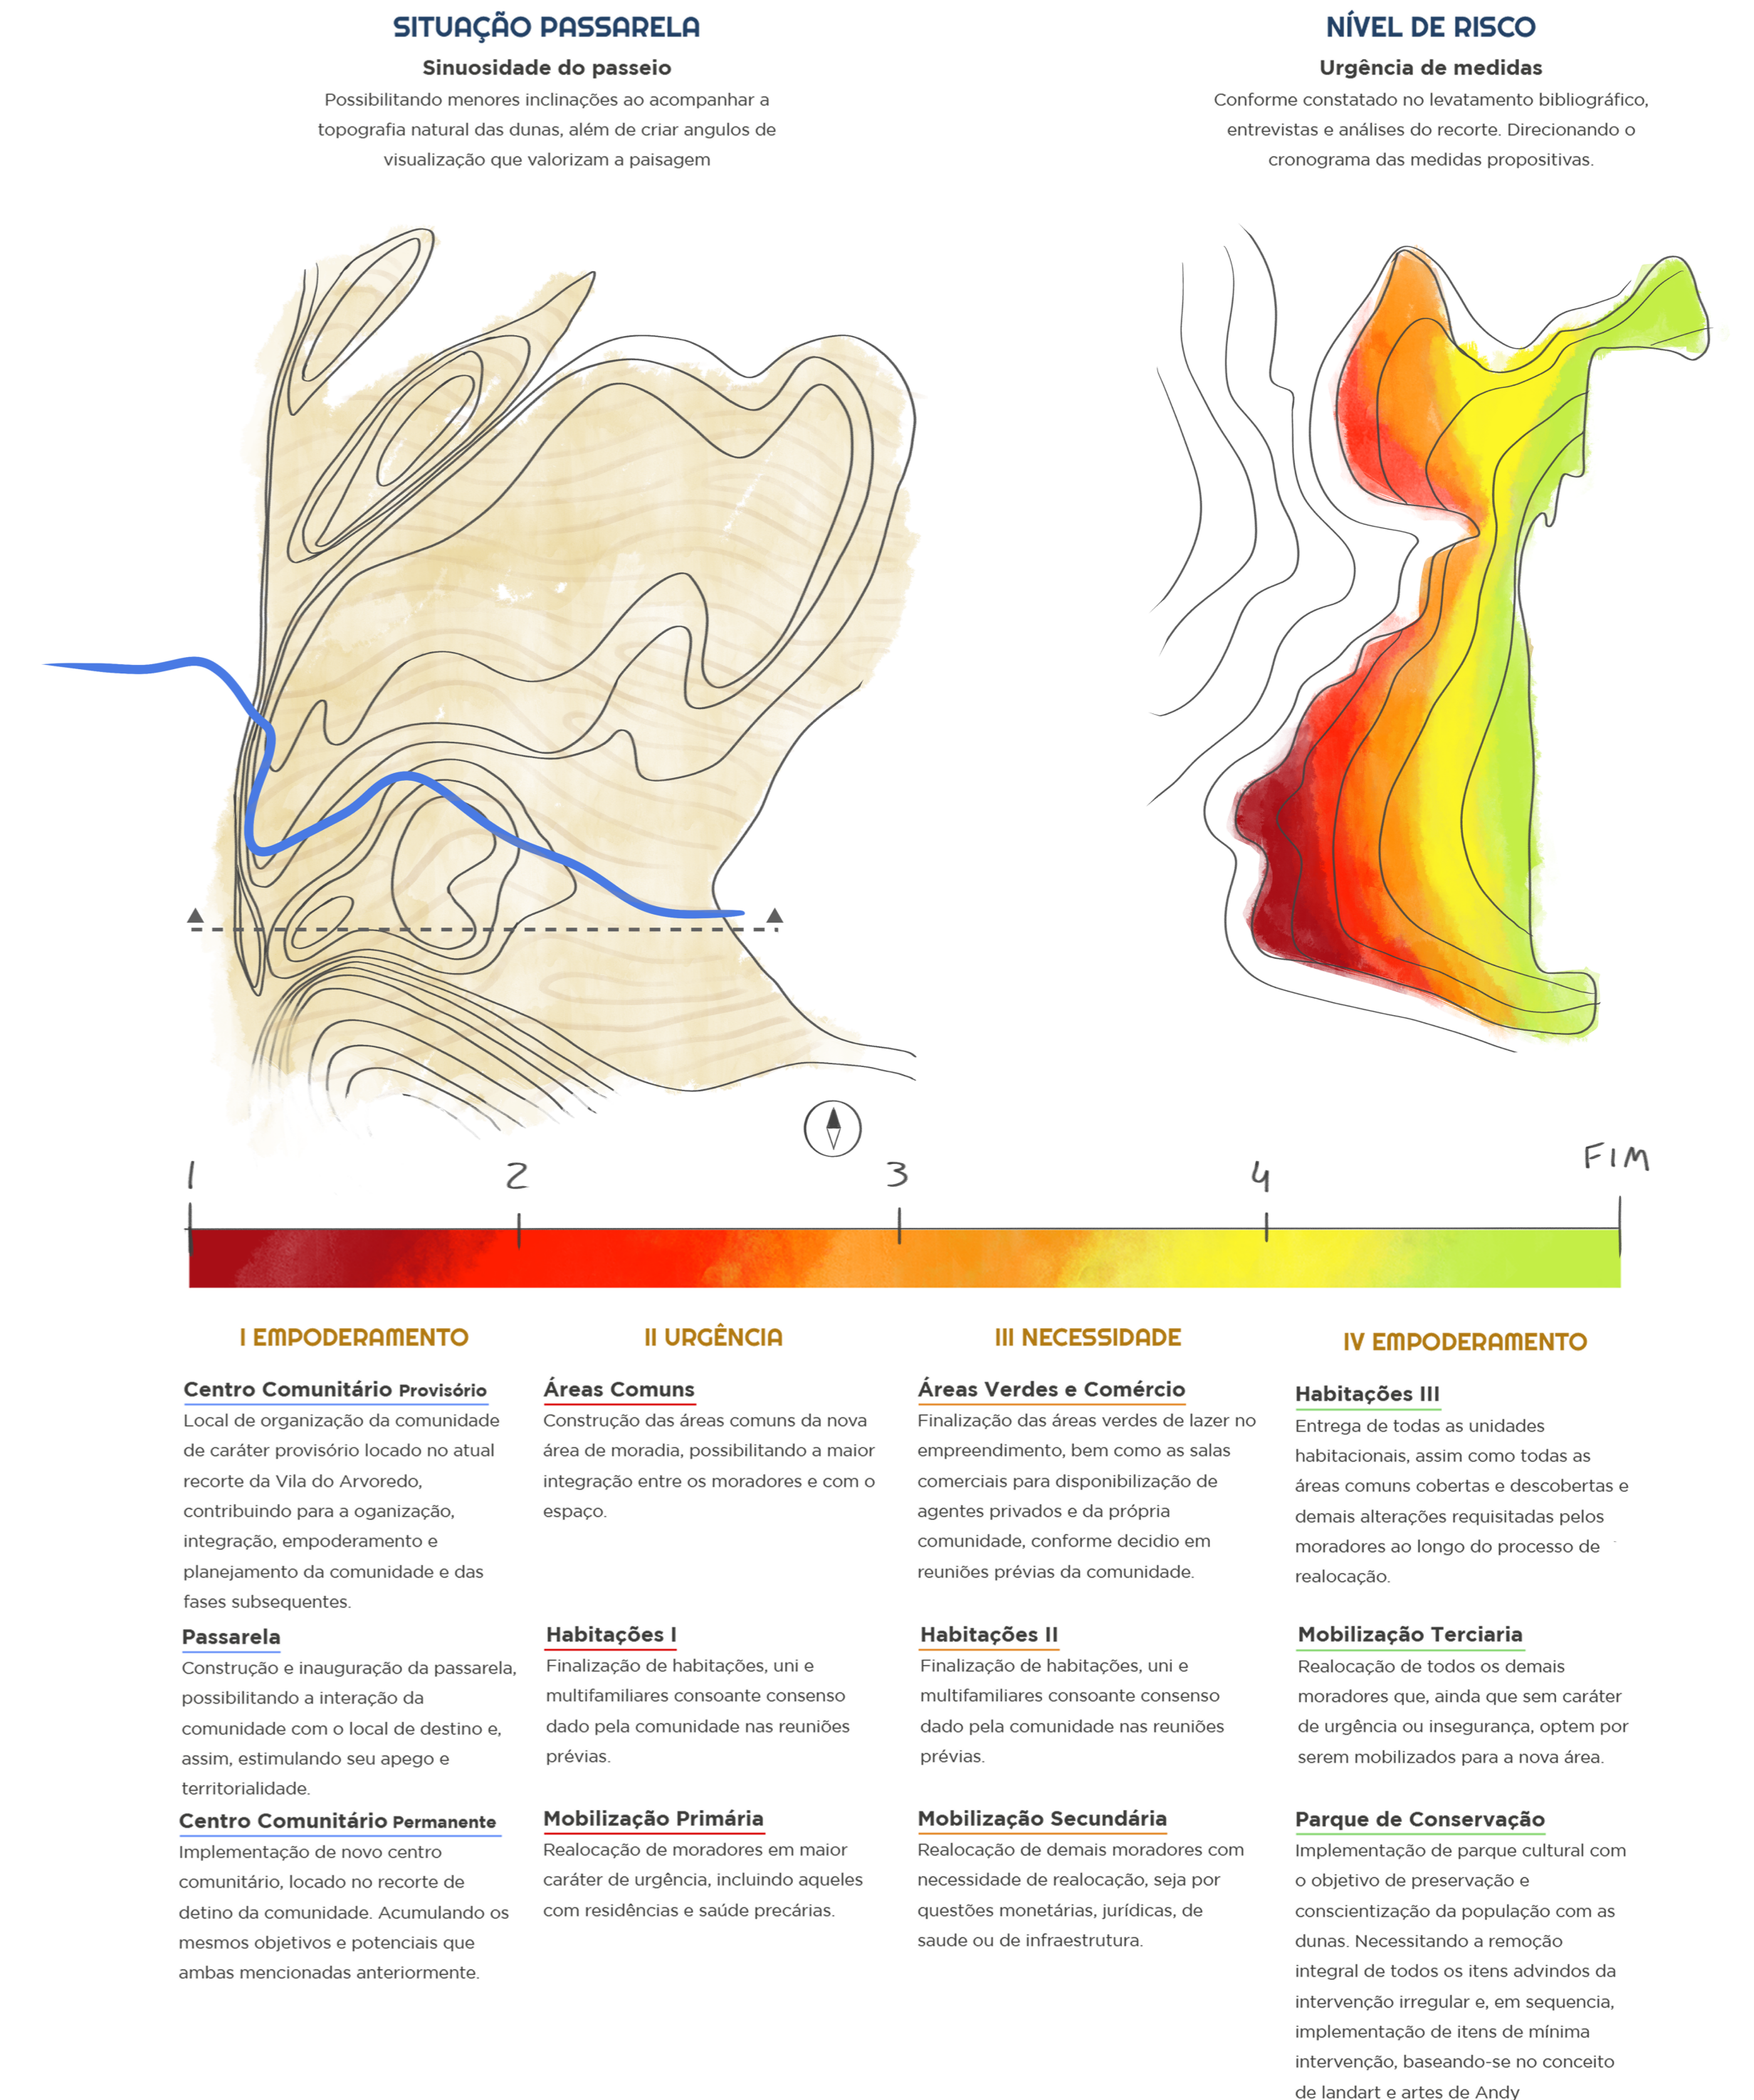 SITUAÇÃO PASSARELA
Sinuosidade do passeio
Possibilitando menores inclinações ao acompanhar a
topografia natural das dunas, além de criar angulos de
visualização que valorizam a paisagem
NÍVEL DE RISCO
Urgência de medidas
Conforme constatado no levatamento bibliográfico,
entrevistas e análises do recorte. Direcionando o
cronograma das medidas propositivas.
1
2
3
4
FIM
I EMPODERAMENTO
Centro Comunitário Provisório
Local de organização da comunidade
de caráter provisório locado no atual
recorte da Vila do Arvoredo,
contribuindo para a oganização,
integração, empoderamento e
planejamento da comunidade e das
fases subsequentes.
Passarela
Construção e inauguração da passarela,
possibilitando a interação da
comunidade com o local de destino e,
assim, estimulando seu apego e
territorialidade.
Centro Comunitário Permanente
Implementação de novo centro
comunitário, locado no recorte de
detino da comunidade. Acumulando os
mesmos objetivos e potenciais que
ambas mencionadas anteriormente.
II URGÊNCIA
Áreas Comuns
Construção das áreas comuns da nova
área de moradia, possibilitando a maior
integração entre os moradores e com o
espaço.
Habitações I
Finalização de habitações, uni e
multifamiliares consoante consenso
dado pela comunidade nas reuniões
prévias.
Mobilização Primária
Realocação de moradores em maior
caráter de urgência, incluindo aqueles
com residências e saúde precárias.
III NECESSIDADE
Áreas Verdes e Comércio
Finalização das áreas verdes de lazer no
empreendimento, bem como as salas
comerciais para disponibilização de
agentes privados e da própria
comunidade, conforme decidio em
reuniões prévias da comunidade.
Habitações II
Finalização de habitações, uni e
multifamiliares consoante consenso
dado pela comunidade nas reuniões
prévias.
Mobilização Secundária
Realocação de demais moradores com
necessidade de realocação, seja por
questões monetárias, jurídicas, de
saude ou de infraestrutura.
IV EMPODERAMENTO
Habitações III
Entrega de todas as unidades
habitacionais, assim como todas as
áreas comuns cobertas e descobertas e
demais alterações requisitadas pelos
moradores ao longo do processo de
realocação.
Mobilização Terciaria
Realocação de todos os demais
moradores que, ainda que sem caráter
de urgência ou insegurança, optem por
serem mobilizados para a nova área.
Parque de Conservação
Implementação de parque cultural com
o objetivo de preservação e
conscientização da população com as
dunas. Necessitando a remoção
integral de todos os itens advindos da
intervenção irregular e, em sequencia,
implementação de itens de mínima
intervenção, baseando-se no conceito
de landart e artes de Andy